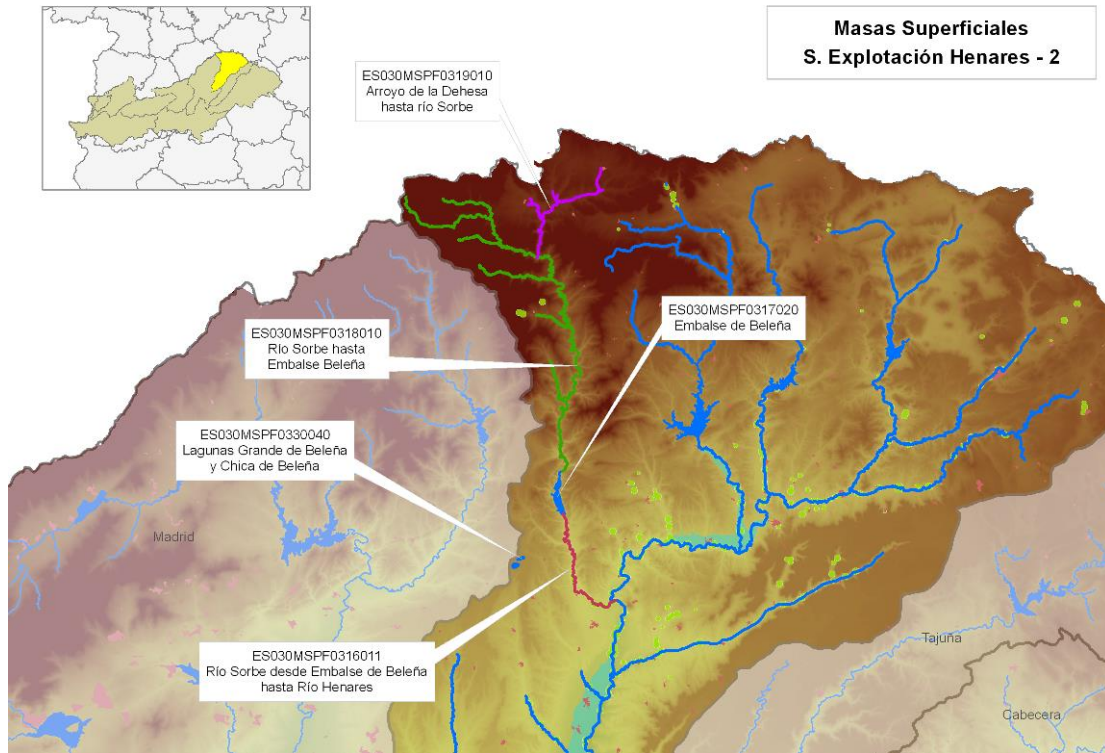 Masas Superficiales
S. Explotación Henares - 2
ES030MSPF0319010
Arroyo de la Dehesa
hasta río Sorbe
ES030MSPF0317020
Embalse de Beleña
ES030MSPF0318010
Río Sorbe hasta
Embalse Beleña
ES030MSPF0330040
Lagunas Grande de Beleña
y Chica de Beleña
Madrid
Tajuña
ES030MSPF0316011
Río Sorbe desde Embalse de Beleña
hasta Río Henares
Cabecera